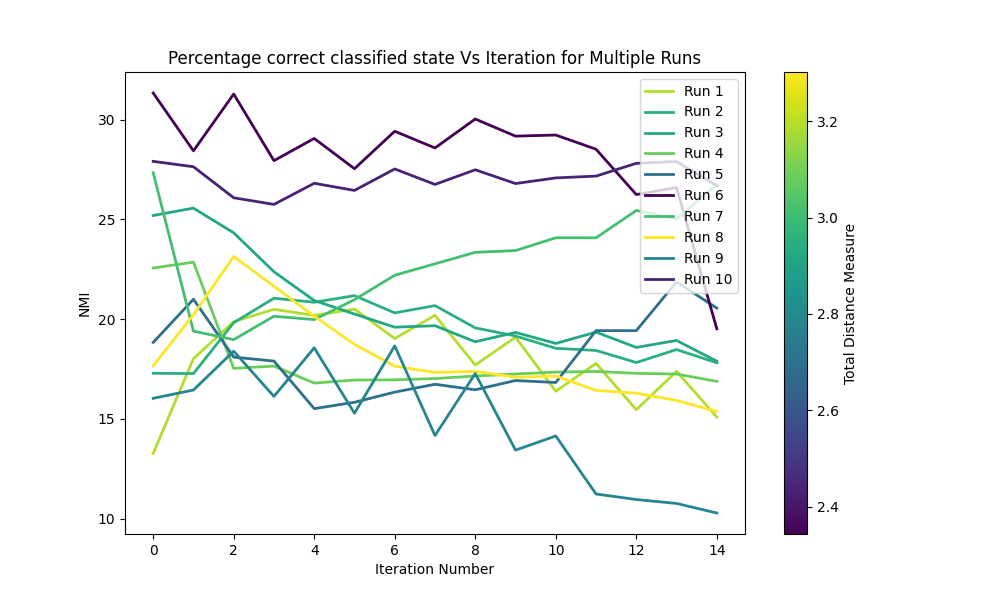 Percentage correct classified state Vs Iteration for Multiple Runs
NMI
30
25
20
15
10
0
2
4
6
8
10
12
14
Iteration Number
Run 1
Run 2
Run 3
Run 4
Run 5
Run 6
Run 7
Run 8
Run 9
Run 10
3.2
3.0
2.8
2.6
2.4
Total Distance Measure